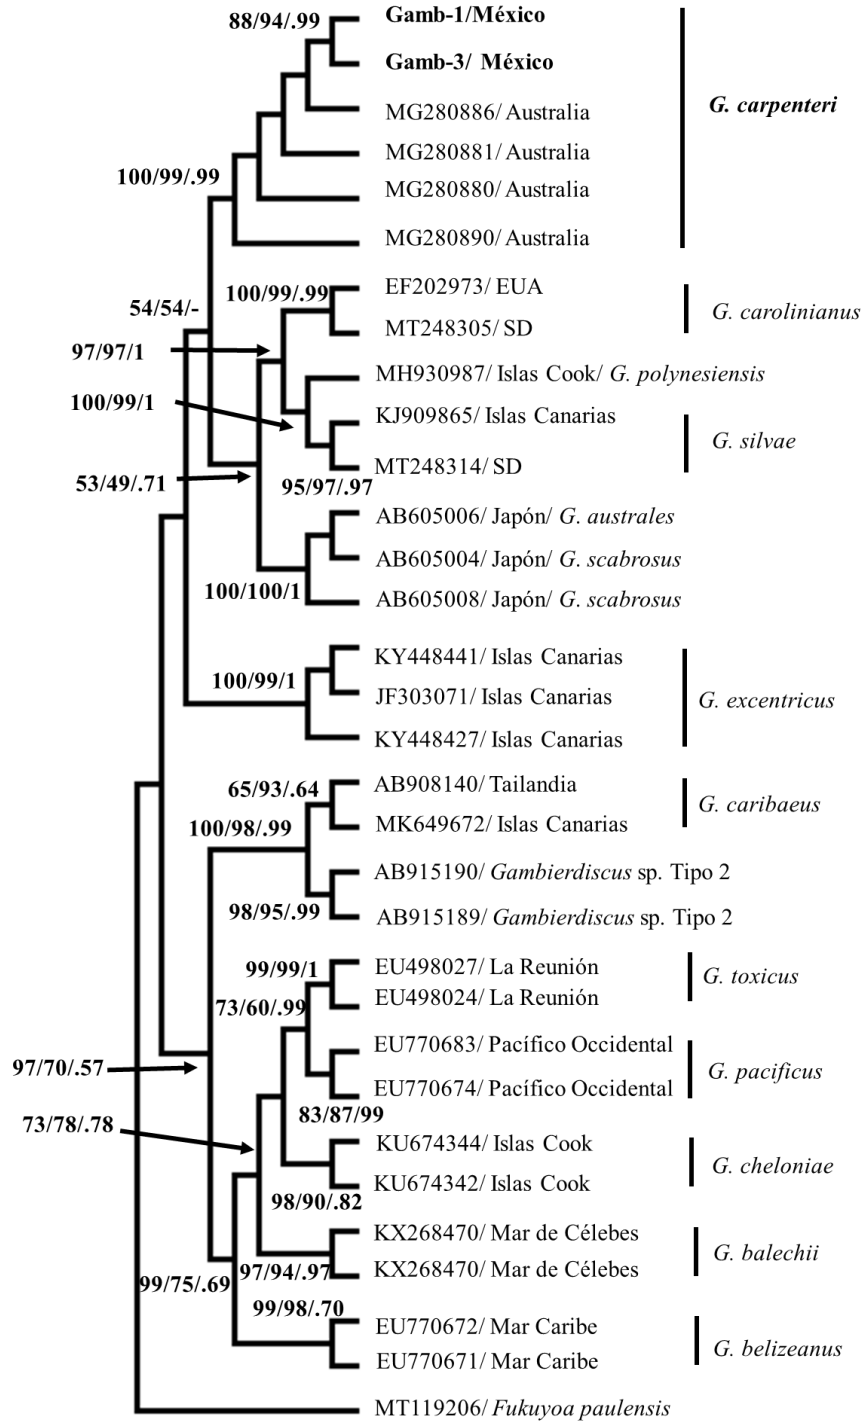 88/94/.99
Gamb-1/México
Gamb-3/ México
MG280886/ Australia
G. carpenteri
MG280881/ Australia
100/99/.99
MG280880/ Australia
MG280890/ Australia
100/99/.99
EF202973/ EUA
54/54/-
MT248305/ SD
G. carolinianus
97/97/1
MH930987/ Islas Cook/ G. polynesiensis
100/99/1
KJ909865/ Islas Canarias
G. silvae
MT248314/ SD
53/49/.71
95/97/.97
AB605006/ Japón/ G. australes
AB605004/ Japón/ G. scabrosus
100/100/1
AB605008/ Japón/ G. scabrosus
KY448441/ Islas Canarias
100/99/1
JF303071/ Islas Canarias
G. excentricus
KY448427/ Islas Canarias
65/93/.64
AB908140/ Tailandia
G. caribaeus
100/98/.99
MK649672/ Islas Canarias
AB915190/ Gambierdiscus sp. Tipo 2
98/95/.99
AB915189/ Gambierdiscus sp. Tipo 2
99/99/1
EU498027/ La Reunión
G. toxicus
EU498024/ La Reunión
73/60/.99
EU770683/ Pacífico Occidental
97/70/.57
G. pacificus
EU770674/ Pacífico Occidental
83/87/99
73/78/.78
KU674344/ Islas Cook
G. cheloniae
KU674342/ Islas Cook
98/90/.82
KX268470/ Mar de Célebes
G. balechii
KX268470/ Mar de Célebes
97/94/.97
99/75/.69
99/98/.70
EU770672/ Mar Caribe
G. belizeanus
EU770671/ Mar Caribe
MT119206/ Fukuyoa paulensis